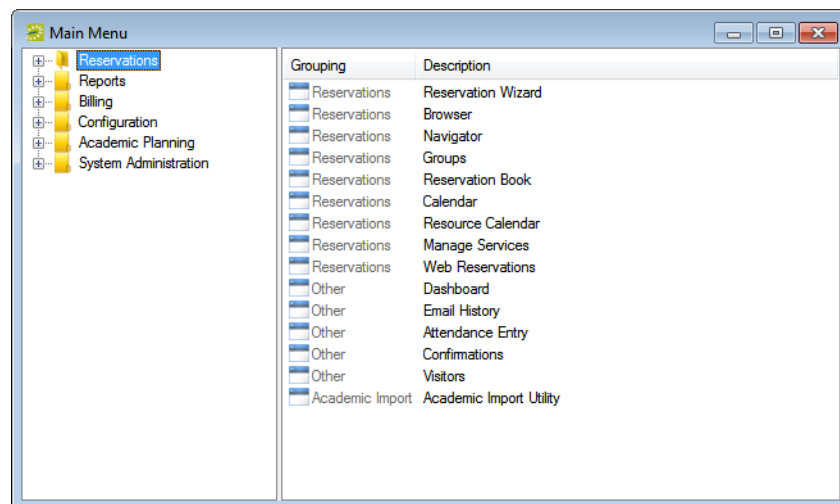 Main Menu
Reservations
Reports
Billing
Configuration
Academic Planning
System Administration
Grouping Description
Reservations Reservation Wizard
Reservations Browser
Reservations Navigator
Reservations Groups
Reservations Reservation Book
Reservations Calendar
Reservations Resource Calendar
Reservations Manage Services
Reservations Web Reservations
Other Dashboard
Other Email History
Other Attendance Entry
Other Confirmations
Other Visitors
Academic Import Academic Import Utility